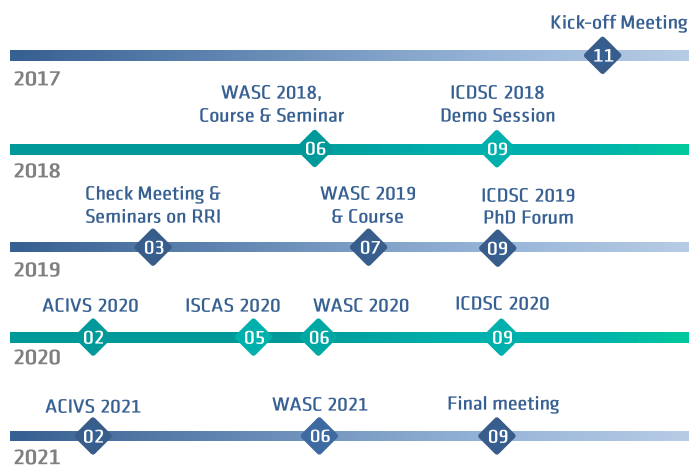 Kick-off Meeting
11
2017
WASC 2018,
Course & Seminar
ICDSC 2018
Demo Session
06
09
2018
Check Meeting &
Seminars on RRI
WASC 2019
& Course
ICDSC 2019
PhD Forum
03
07
09
2019
ACIVS 2020
ISCAS 2020
WASC 2020
ICDSC 2020
02
05
06
09
2020
ACIVS 2021
WASC 2021
Final meeting
02
06
09
2021